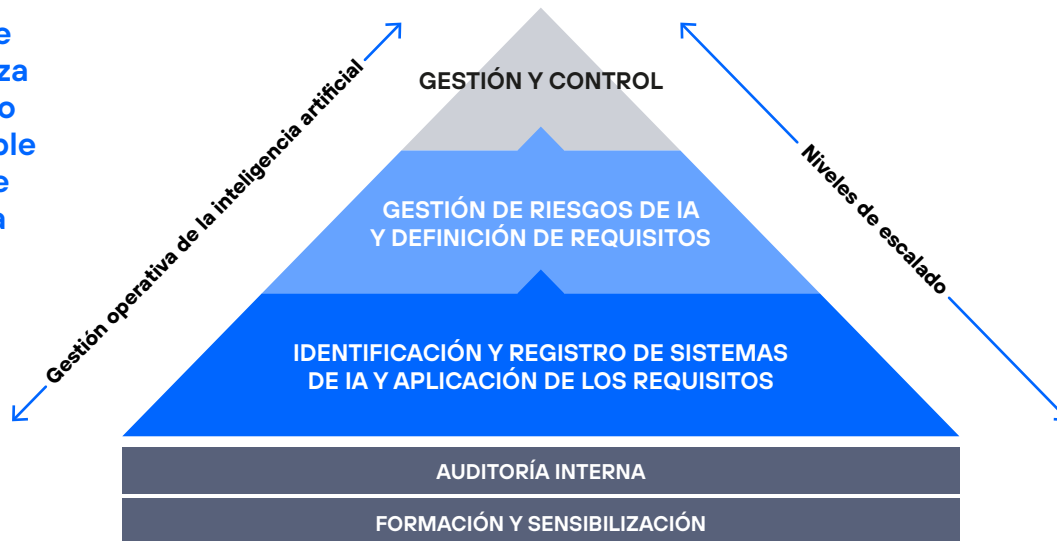 GESTIÓN Y CONTROL
GESTIÓN DE RIESGOS DE IA
Y DEFINICIÓN DE REQUISITOS
IDENTIFICACIÓN Y REGISTRO DE SISTEMAS
DE IA Y APLICACIÓN DE LOS REQUISITOS
AUDITORÍA INTERNA
FORMACIÓN Y SENSIBILIZACIÓN
Gestión operativa de la inteligencia artificial
Niveles de escalado